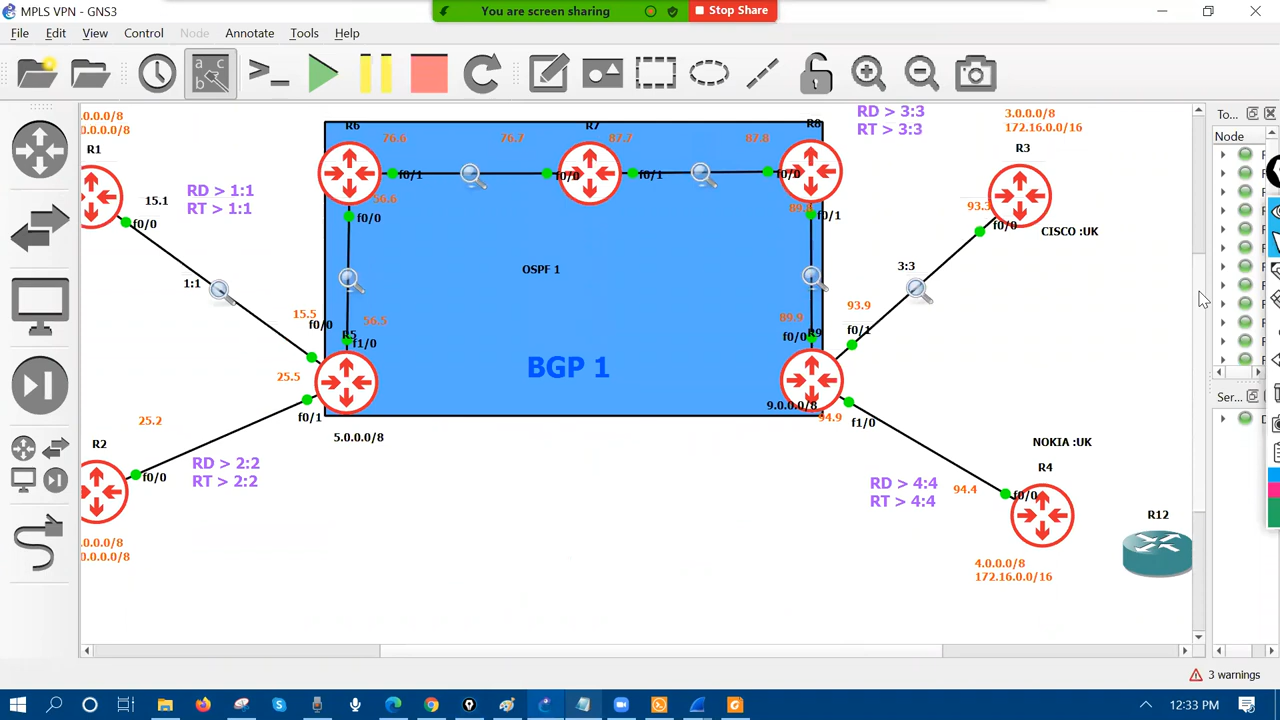 MPLS VPN - GNS3
You are screen sharing
Stop Share
File Edit View Control Node Annotate Tools Help
a c
b
.0.0.0/8
0.0.0.0/8
R1
RD > 1:1
RT > 1:1
15.1
f0/0
1:1
15.5
f0/0
R6
76.6
76.7
R7
87.7
87.8
R8
f0/1
f0/0
f0/1
f0/0
56.6
f0/0
f0/1
OSPF 1
56.5
R5
f1/0
89.9
f0/0
R9
BGP 1
25.5
f0/1
5.0.0.0/8
9.0.0.0/8
94.9
f1/0
25.2
R2
f0/0
RD > 2:2
RT > 2:2
.0.0.0/8
0.0.0.0/8
RD > 3:3
RT > 3:3
3.0.0.0/8
172.16.0.0/16
R3
93.3
f0/0
CISCO :UK
3:3
93.9
f0/1
NOKIA :UK
R4
RD > 4:4
RT > 4:4
94.4
f0/0
4.0.0.0/8
172.16.0.0/16
R12
To...
Node
Ser...
3 warnings
12:33 PM